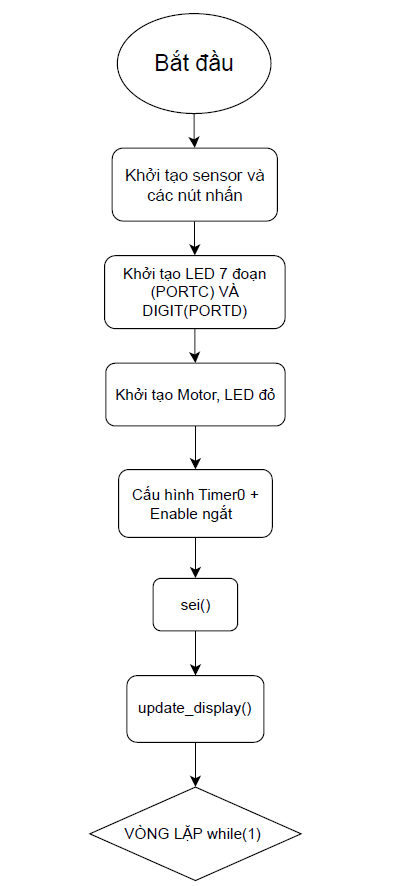 Bắt đầu
Khởi tạo sensor và
các nút nhấn
Khởi tạo LED 7 đoạn
(PORTC) VÀ
DIGIT(PORTD)
Khởi tạo Motor, LED đỏ
Cấu hình Timer0 +
Enable ngắt
sei()
update_display()
VÒNG LẶP while(1)